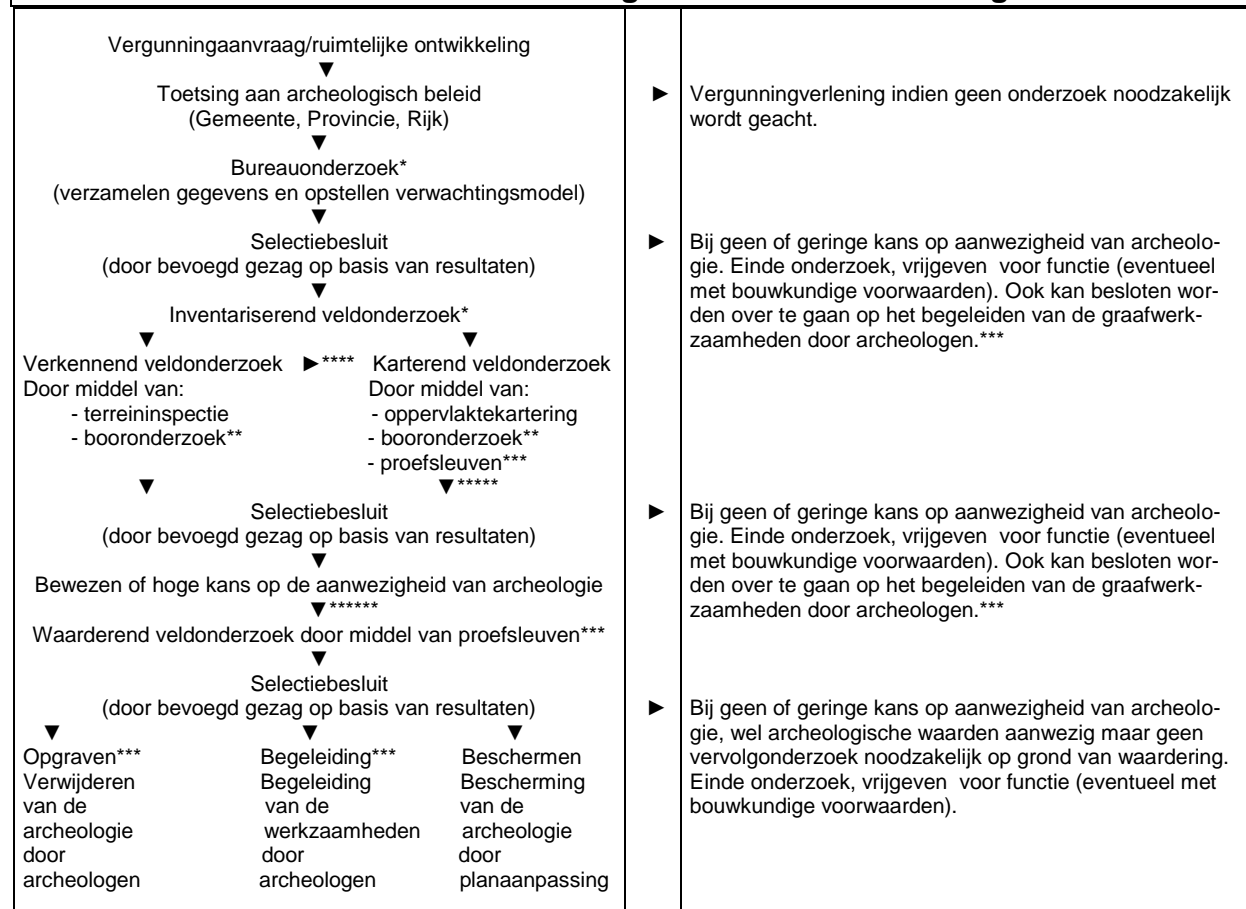 Vergunningaanvraag/ruimtelijke ontwikkeling
▼
Toetsing aan archeologisch beleid
(Gemeente, Provincie, Rijk)
► Vergunningverlening indien geen onderzoek noodzakelijk
wordt geacht.
▼
Bureauonderzoek*
(verzamelen gegevens en opstellen verwachtingsmodel)
▼
Selectiebesluit
(door bevoegd gezag op basis van resultaten)
► Bij geen of geringe kans op aanwezigheid van archeolo-
gie. Einde onderzoek, vrijgeven voor functie (eventueel
met bouwkundige voorwaarden). Ook kan besloten wor-
den over te gaan op het begeleiden van de graafwerk-
zaamheden door archeologen.***
▼
Inventariserend veldonderzoek*
▼ ▼
Verkennend veldonderzoek ►**** Karterend veldonderzoek
Door middel van: Door middel van:
- terreininspectie - oppervlaktekartering
- booronderzoek** - booronderzoek**
- proefsleuven***
▼ ▼*****
Selectiebesluit
(door bevoegd gezag op basis van resultaten)
► Bij geen of geringe kans op aanwezigheid van archeolo-
gie. Einde onderzoek, vrijgeven voor functie (eventueel
met bouwkundige voorwaarden). Ook kan besloten wor-
den over te gaan op het begeleiden van de graafwerk-
zaamheden door archeologen.***
▼
Bewezen of hoge kans op de aanwezigheid van archeologie
▼******
Waarderend veldonderzoek door middel van proefsleuven***
▼
Selectiebesluit
(door bevoegd gezag op basis van resultaten)
► Bij geen of geringe kans op aanwezigheid van archeolo-
gie, wel archeologische waarden aanwezig maar geen
vervolgonderzoek noodzakelijk op grond van waardering.
Einde onderzoek, vrijgeven voor functie (eventueel met
bouwkundige voorwaarden).
▼ ▼ ▼
Opgraven*** Begeleiding*** Beschermen
Verwijderen Begeleiding Bescherming
van de van de van de
archeologie werkzaamheden archeologie
door door door
archeologen archeologen planaanpassing